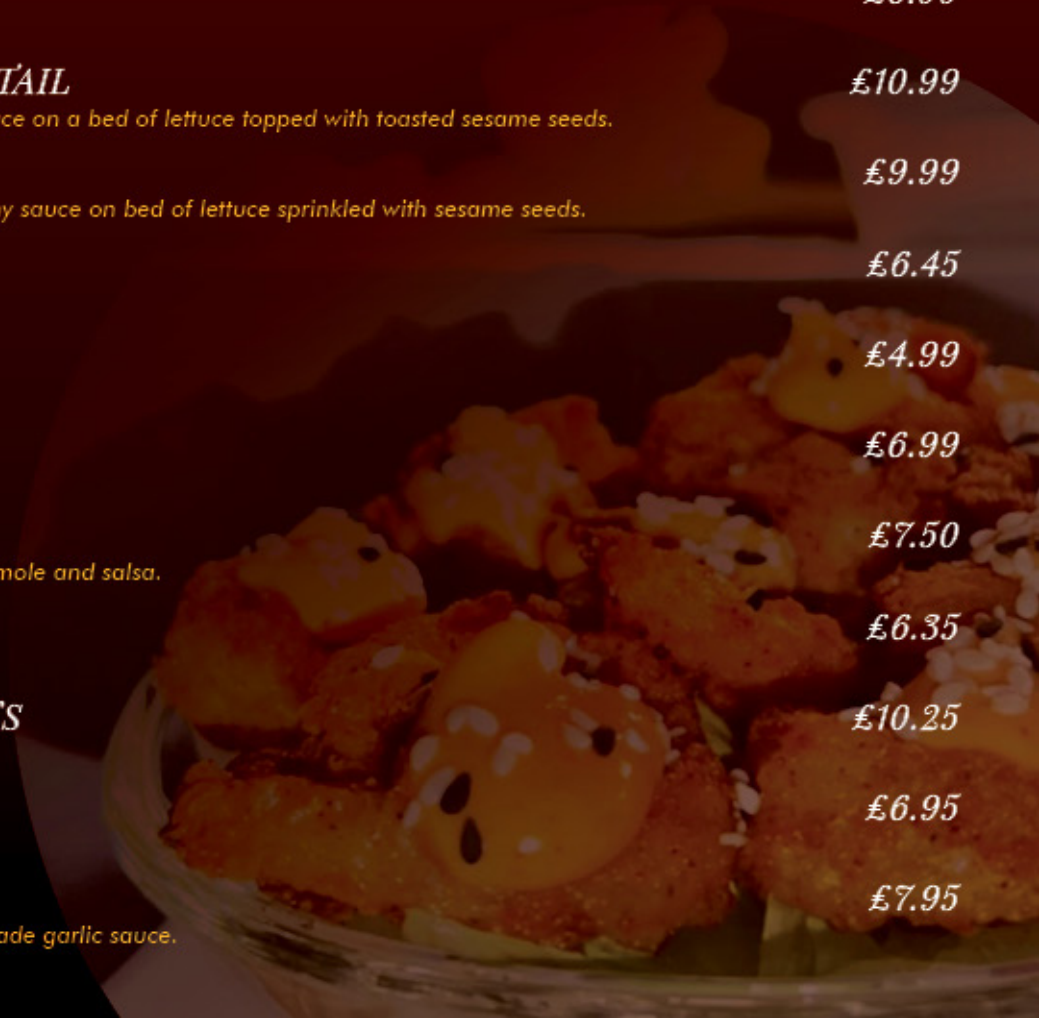 TAIL £10.99
ce on a bed of lettuce topped with toasted sesame seeds.
£9.99
y sauce on bed of lettuce sprinkled with sesame seeds.
£6.45
£4.99
£6.99
£7.50
mole and salsa.
£6.35
S £10.25
£6.95
£7.95
ade garlic sauce.